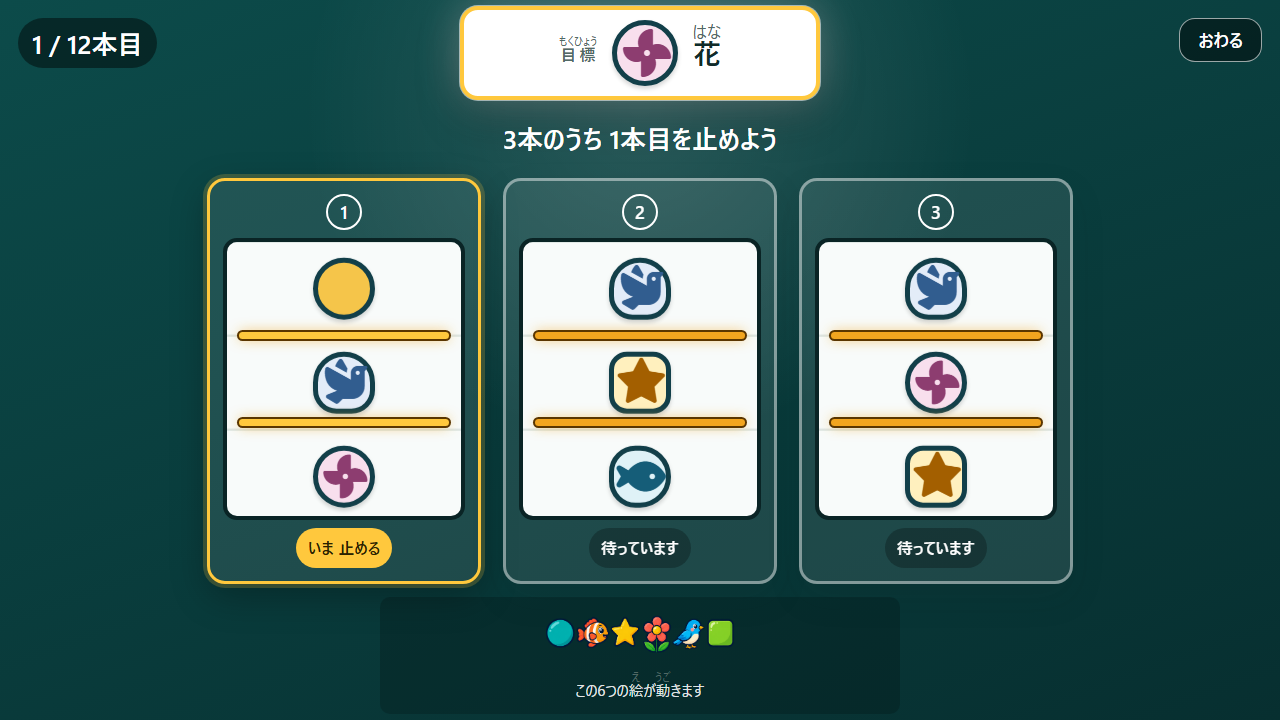 1 / 12本目
もくひょう
目標
はな
花
おわる
3本のうち 1本目を止めよう
1
2
3
いま 止める
待っています
待っています
え うご
この6つの絵が動きます